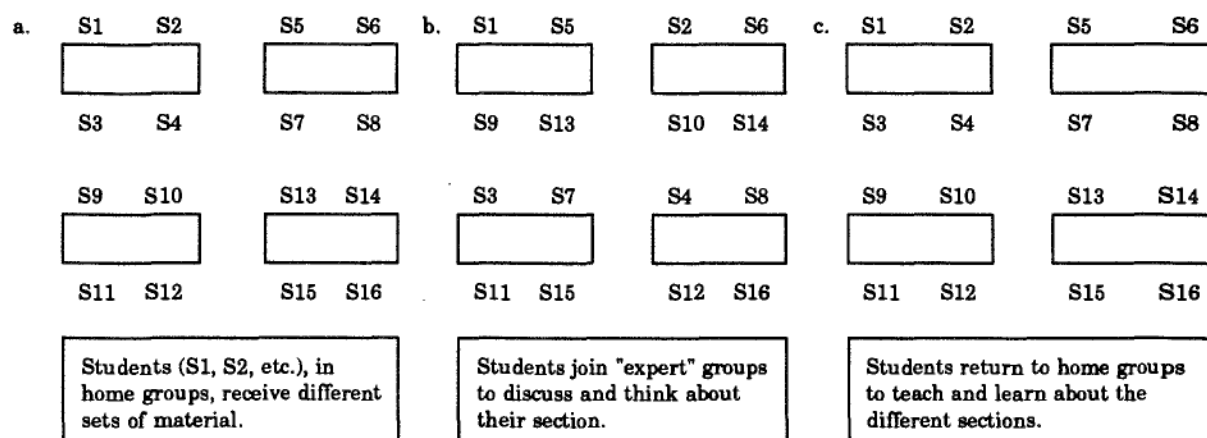 a. S1 S2 S5 S6 b. S1 S5 S2 S6 c. S1 S2 S5 S6
S3 S4 S7 S8 S9 S13 S10 S14 S3 S4 S7 S8
S9 S10 S13 S14 S3 S7 S4 S8 S9 S10 S13 S14
S11 S12 S15 S16 S11 S15 S12 S16 S11 S12 S15 S16
Students (S1, S2, etc.), in
home groups, receive different
sets of material.
Students join "expert" groups
to discuss and think about
their section.
Students return to home groups
to teach and learn about the
different sections.